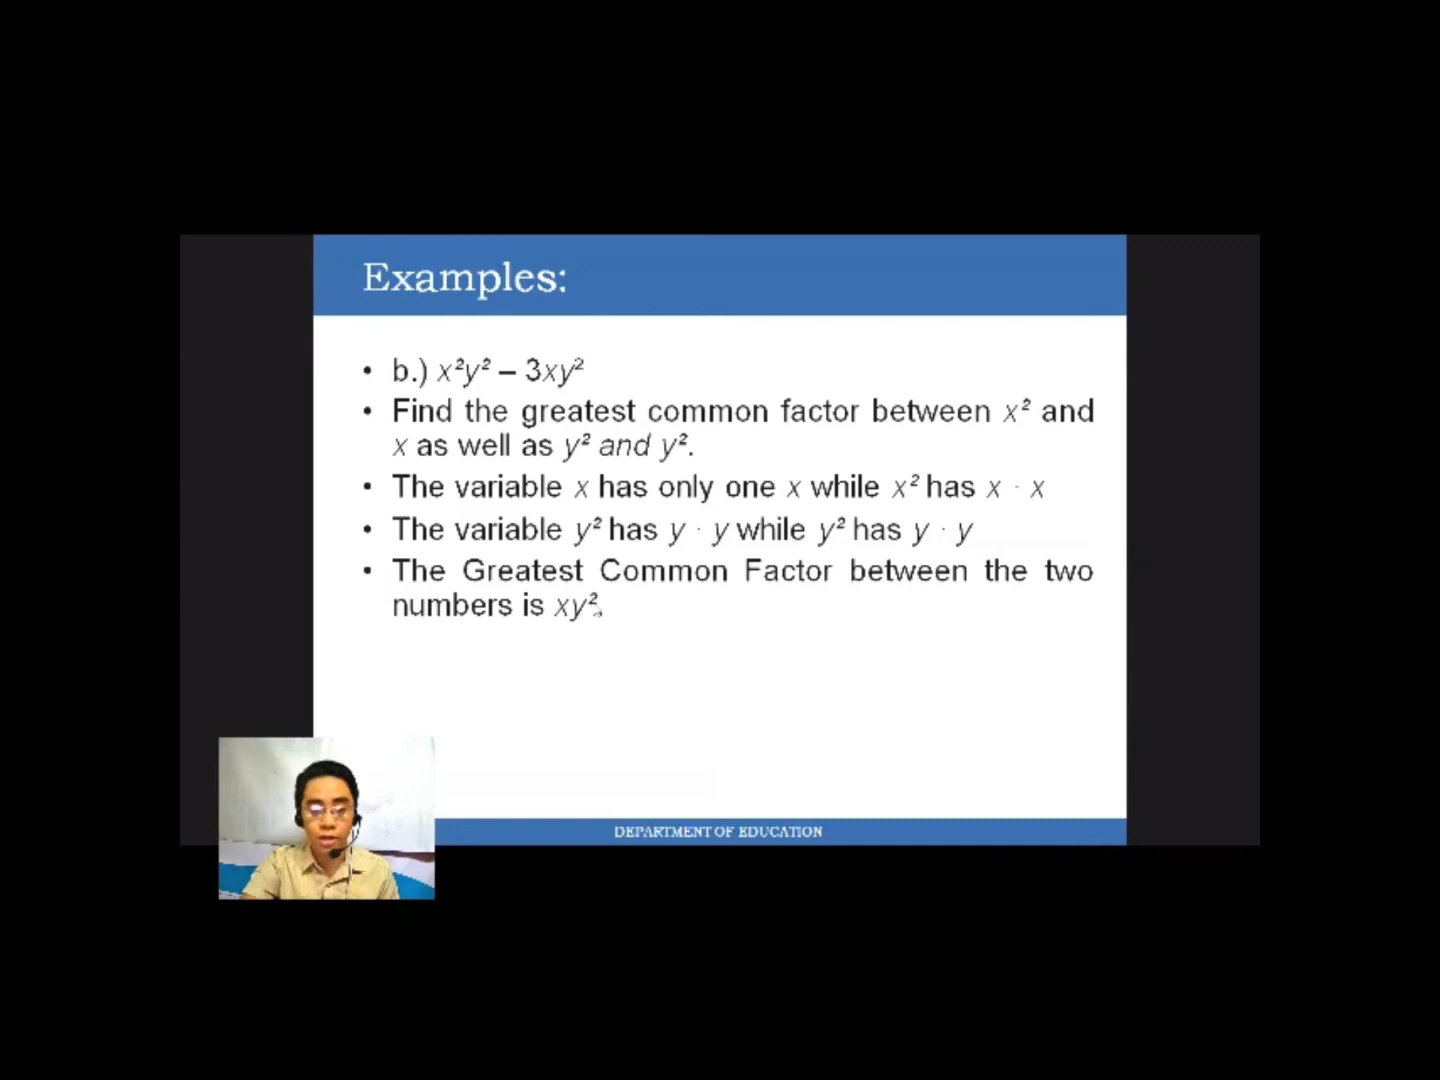 Examples:
• b.) x²y² – 3xy²
• Find the greatest common factor between x² and
x as well as y² and y².
• The variable x has only one x while x² has x · x
• The variable y² has y · y while y² has y · y
• The Greatest Common Factor between the two
numbers is xy².
DEPARTMENT OF EDUCATION